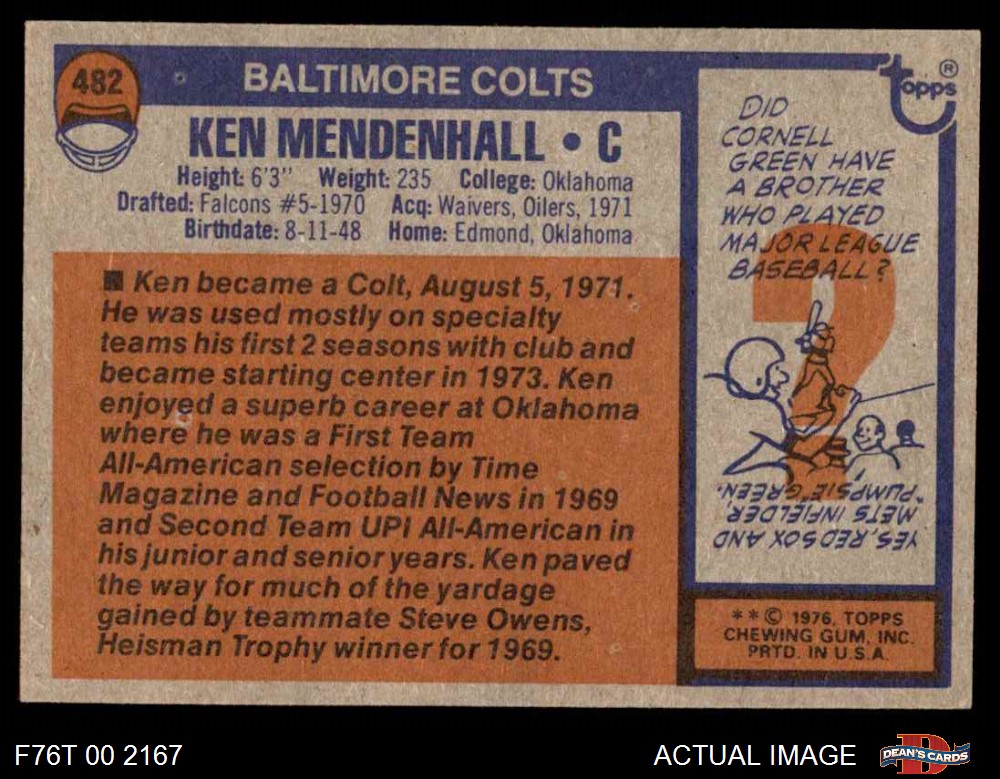 482
BALTIMORE COLTS
KEN MENDENHALL • C
Height: 6'3" Weight: 235 College: Oklahoma
Drafted: Falcons #5-1970 Acq: Waivers, Oilers, 1971
Birthdate: 8-11-48 Home: Edmond, Oklahoma
■ Ken became a Colt, August 5, 1971.
He was used mostly on specialty
teams his first 2 seasons with club and
became starting center in 1973. Ken
enjoyed a superb career at Oklahoma
where he was a First Team
All-American selection by Time
Magazine and Football News in 1969
and Second Team UPI All-American in
his junior and senior years. Ken paved
the way for much of the yardage
gained by teammate Steve Owens,
Heisman Trophy winner for 1969.
topps®
DID
CORNELL
GREEN HAVE
A BROTHER
WHO PLAYED
MAJOR LEAGUE
BASEBALL?
?
YES, RED SOX AND
METS INFIELDER
"PUMPSIE" GREEN.
**© 1976, TOPPS
CHEWING GUM, INC.
PRTD. IN U.S.A.
F76T 00 2167
ACTUAL IMAGE
D
DEAN'S CARDS